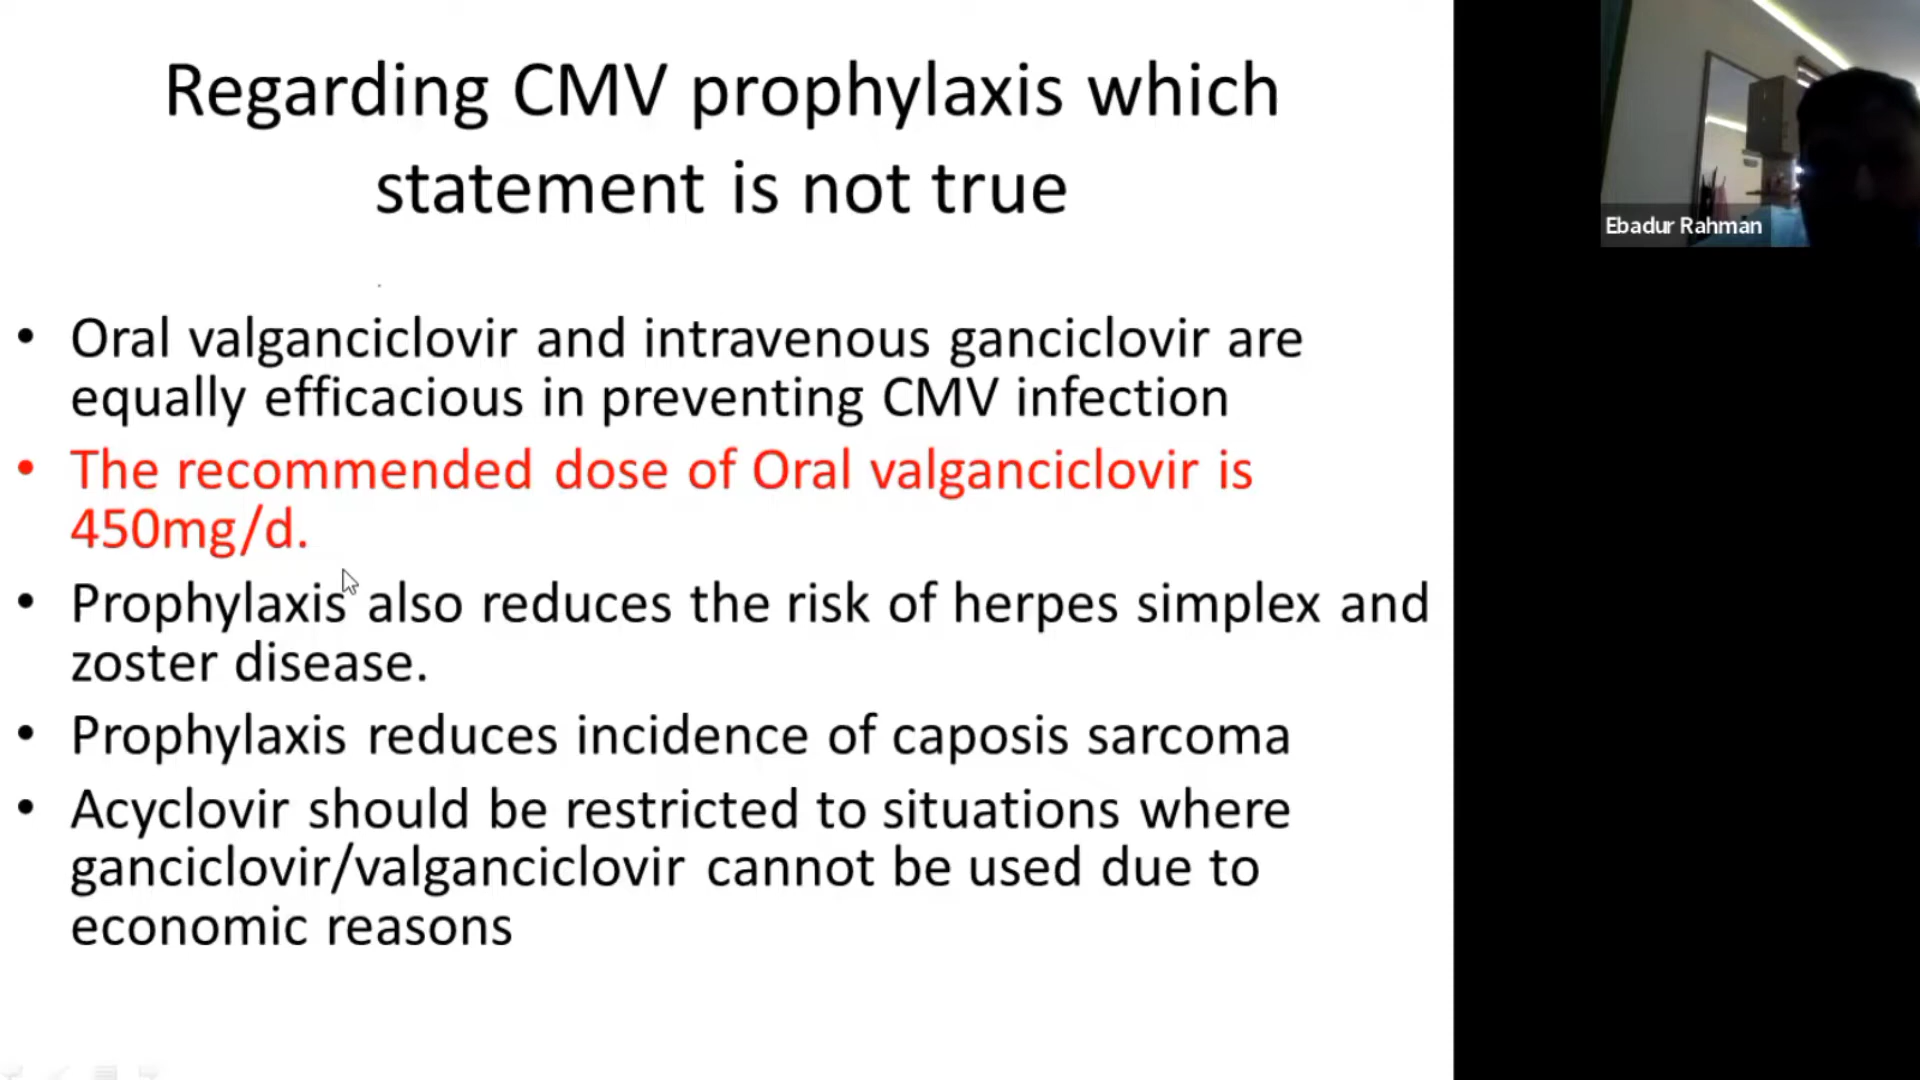 Regarding CMV prophylaxis which
statement is not true
• Oral valganciclovir and intravenous ganciclovir are
equally efficacious in preventing CMV infection
• The recommended dose of Oral valganciclovir is
450mg/d.
• Prophylaxis also reduces the risk of herpes simplex and
zoster disease.
• Prophylaxis reduces incidence of caposis sarcoma
• Acyclovir should be restricted to situations where
ganciclovir/valganciclovir cannot be used due to
economic reasons
Ebadur Rahman